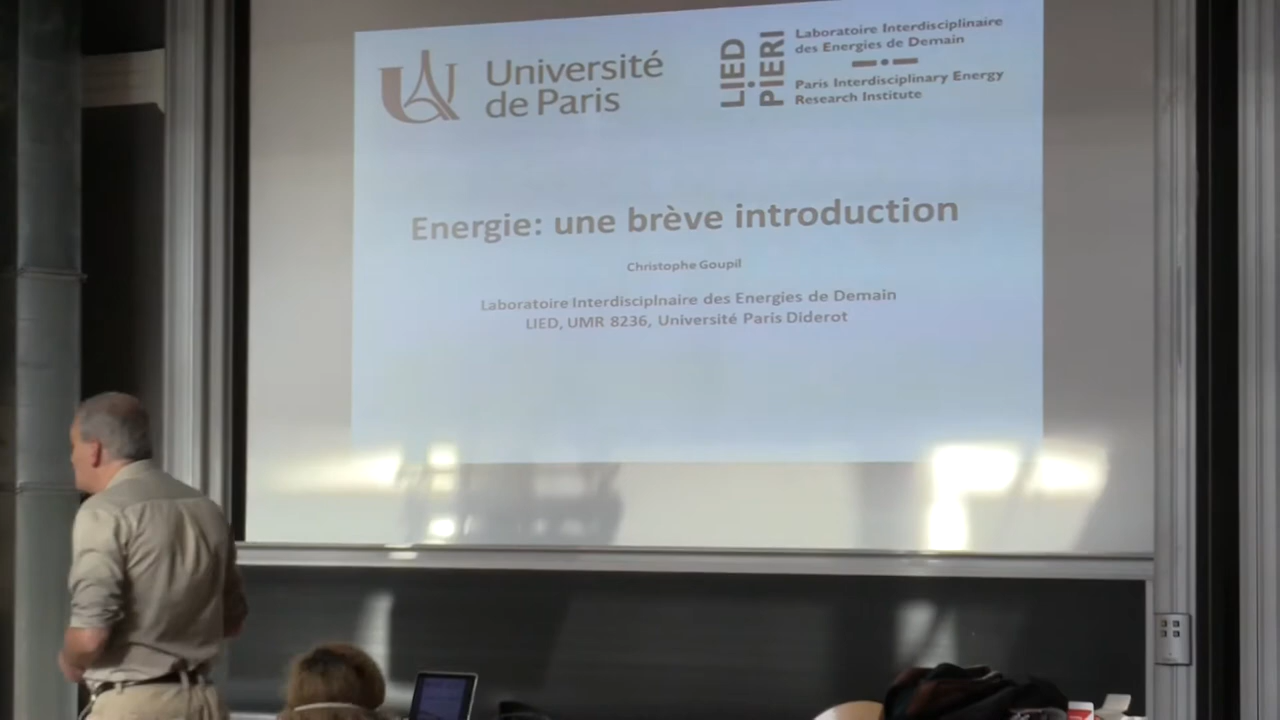 Université
de Paris
LIED
PIERI
Laboratoire Interdisciplinaire
des Energies de Demain
Paris Interdisciplinary Energy
Research Institute
Energie: une brève introduction
Christophe Goupil
Laboratoire Interdisciplnaire des Energies de Demain
LIED, UMR 8236, Université Paris Diderot